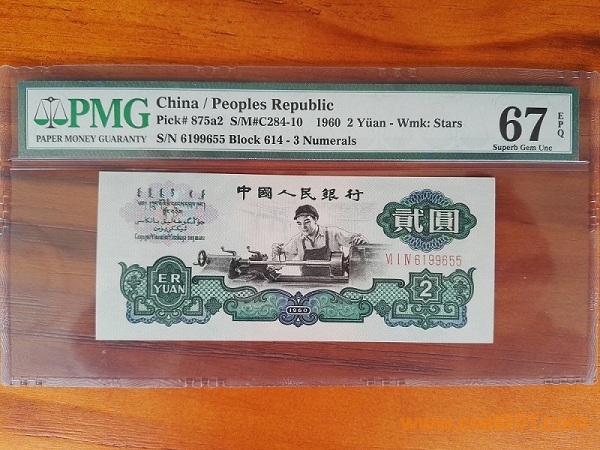 PMG
PAPER MONEY GUARANTY
China / Peoples Republic
Pick# 875a2 S/M#C284-10 1960 2 Yüan - Wmk: Stars
S/N 6199655 Block 614 - 3 Numerals
67 EPQ
Superb Gem Unc
中國人民銀行
貳圓
VI I IV 6199655
ER YUAN
2
1960